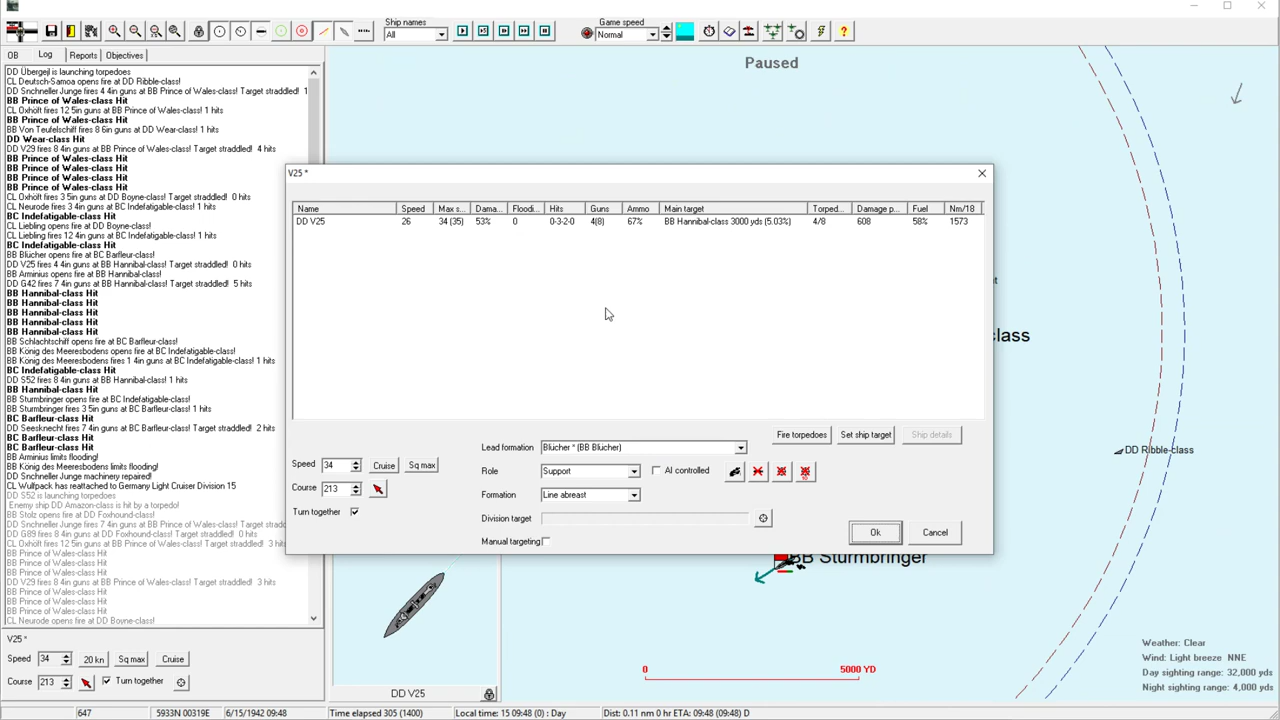 Ship names
Game speed
All
Normal
OB Log Reports Objectives
Paused
DD Übergejl is launching torpedoes
CL Deutsch-Samoa opens fire at DD Ribble-class!
DD Snchneller Junge fires 4 4in guns at BB Prince of Wales-class! Target straddled! 1
BB Prince of Wales-class Hit
CL Oxhöft fires 12 5in guns at BB Prince of Wales-class! 1 hits
BB Prince of Wales-class Hit
BB Von Teufelschiff fires 8 6in guns at DD Wear-class! 1 hits
DD Wear-class Hit
DD V29 fires 8 4in guns at BB Prince of Wales-class! Target straddled! 4 hits
BB Prince of Wales-class Hit
BB Prince of Wales-class Hit
BB Prince of Wales-class Hit
BB Prince of Wales-class Hit
CL Oxhöft fires 3 5in guns at DD Boyne-class! Target straddled! 0 hits
CL Neurode fires 3 4in guns at DD Boyne-class! 1 hits
BC Indefatigable-class Hit
CL Liebling opens fire at DD Boyne-class!
CL Liebling fires 12 4in guns at BC Indefatigable-class! 1 hits
BC Indefatigable-class Hit
BB Blücher opens fire at BC Barfleur-class!
DD V25 fires 4 4in guns at BB Hannibal-class! Target straddled! 0 hits
BB Arminius opens fire at BB Hannibal-class!
DD G42 fires 7 4in guns at BB Hannibal-class! Target straddled! 5 hits
BB Hannibal-class Hit
BB Hannibal-class Hit
BB Hannibal-class Hit
BB Hannibal-class Hit
BB Hannibal-class Hit
BB Schlachtschiff opens fire at BC Barfleur-class!
BB König des Meeresbodens opens fire at BC Indefatigable-class!
BB König des Meeresbodens fires 1 4in guns at BC Indefatigable-class! 1 hits
BC Indefatigable-class Hit
DD S52 fires 8 4in guns at BB Hannibal-class! 1 hits
BB Hannibal-class Hit
BB Sturmbringer opens fire at BC Indefatigable-class!
BB Sturmbringer fires 3 5in guns at BC Barfleur-class! 1 hits
BC Barfleur-class Hit
DD Seesknecht fires 7 4in guns at BC Barfleur-class! Target straddled! 2 hits
BC Barfleur-class Hit
BC Barfleur-class Hit
BB Arminius limits flooding!
BB König des Meeresbodens limits flooding!
DD Snchneller Junge machinery repaired!
CL Wullpack has reattached to Germany Light Cruiser Division 15
DD S52 is launching torpedoes
Enemy ship DD Amazon-class is hit by a torpedo!
BB Stolz opens fire at DD Foxhound-class!
DD Snchneller Junge fires 7 4in guns at BB Prince of Wales-class! Target stradd
DD G89 fires 8 4in guns at DD Foxhound-class! Target straddled! 0 hits
CL Oxhöft fires 12 5in guns at BB Prince of Wales-class! Target straddled! 3 hits
BB Prince of Wales-class Hit
BB Prince of Wales-class Hit
BB Prince of Wales-class Hit
DD V29 fires 8 4in guns at BB Prince of Wales-class! Target straddled! 3 hits
BB Prince of Wales-class Hit
BB Prince of Wales-class Hit
BB Prince of Wales-class Hit
CL Neurode opens fire at DD Boyne-class!
V25 *
Name Speed Max s... Dama... Floodi... Hits Guns Ammo Main target Torped... Damage p... Fuel Nm/18
DD V25 26 34 (35) 53% 0 0-3-2-0 4(8) 67% BB Hannibal-class 3000 yds (5.03%) 4/8 608 58% 1573
Fire torpedoes Set ship target Ship details
Lead formation Blücher * (BB Blücher)
Speed 34 Cruise Sq max
Role Support AI controlled
Course 213
Formation Line abreast
Turn together
Division target
Manual targeting
Ok Cancel
nt
class
DD Ribble-class
BB Sturmbringer
V25 *
Speed 34 20 kn Sq max Cruise
Course 213 Turn together
DD V25
0 5000 YD
Weather: Clear
Wind: Light breeze NNE
Day sighting range: 32,000 yds
Night sighting range: 4,000 yds
647 5933N 00319E 6/15/1942 09:48 Time elapsed 305 (1400) Local time: 15 09:48 (0) : Day Dist: 0.11 nm 0 hr ETA: 09:48 (09:48) D